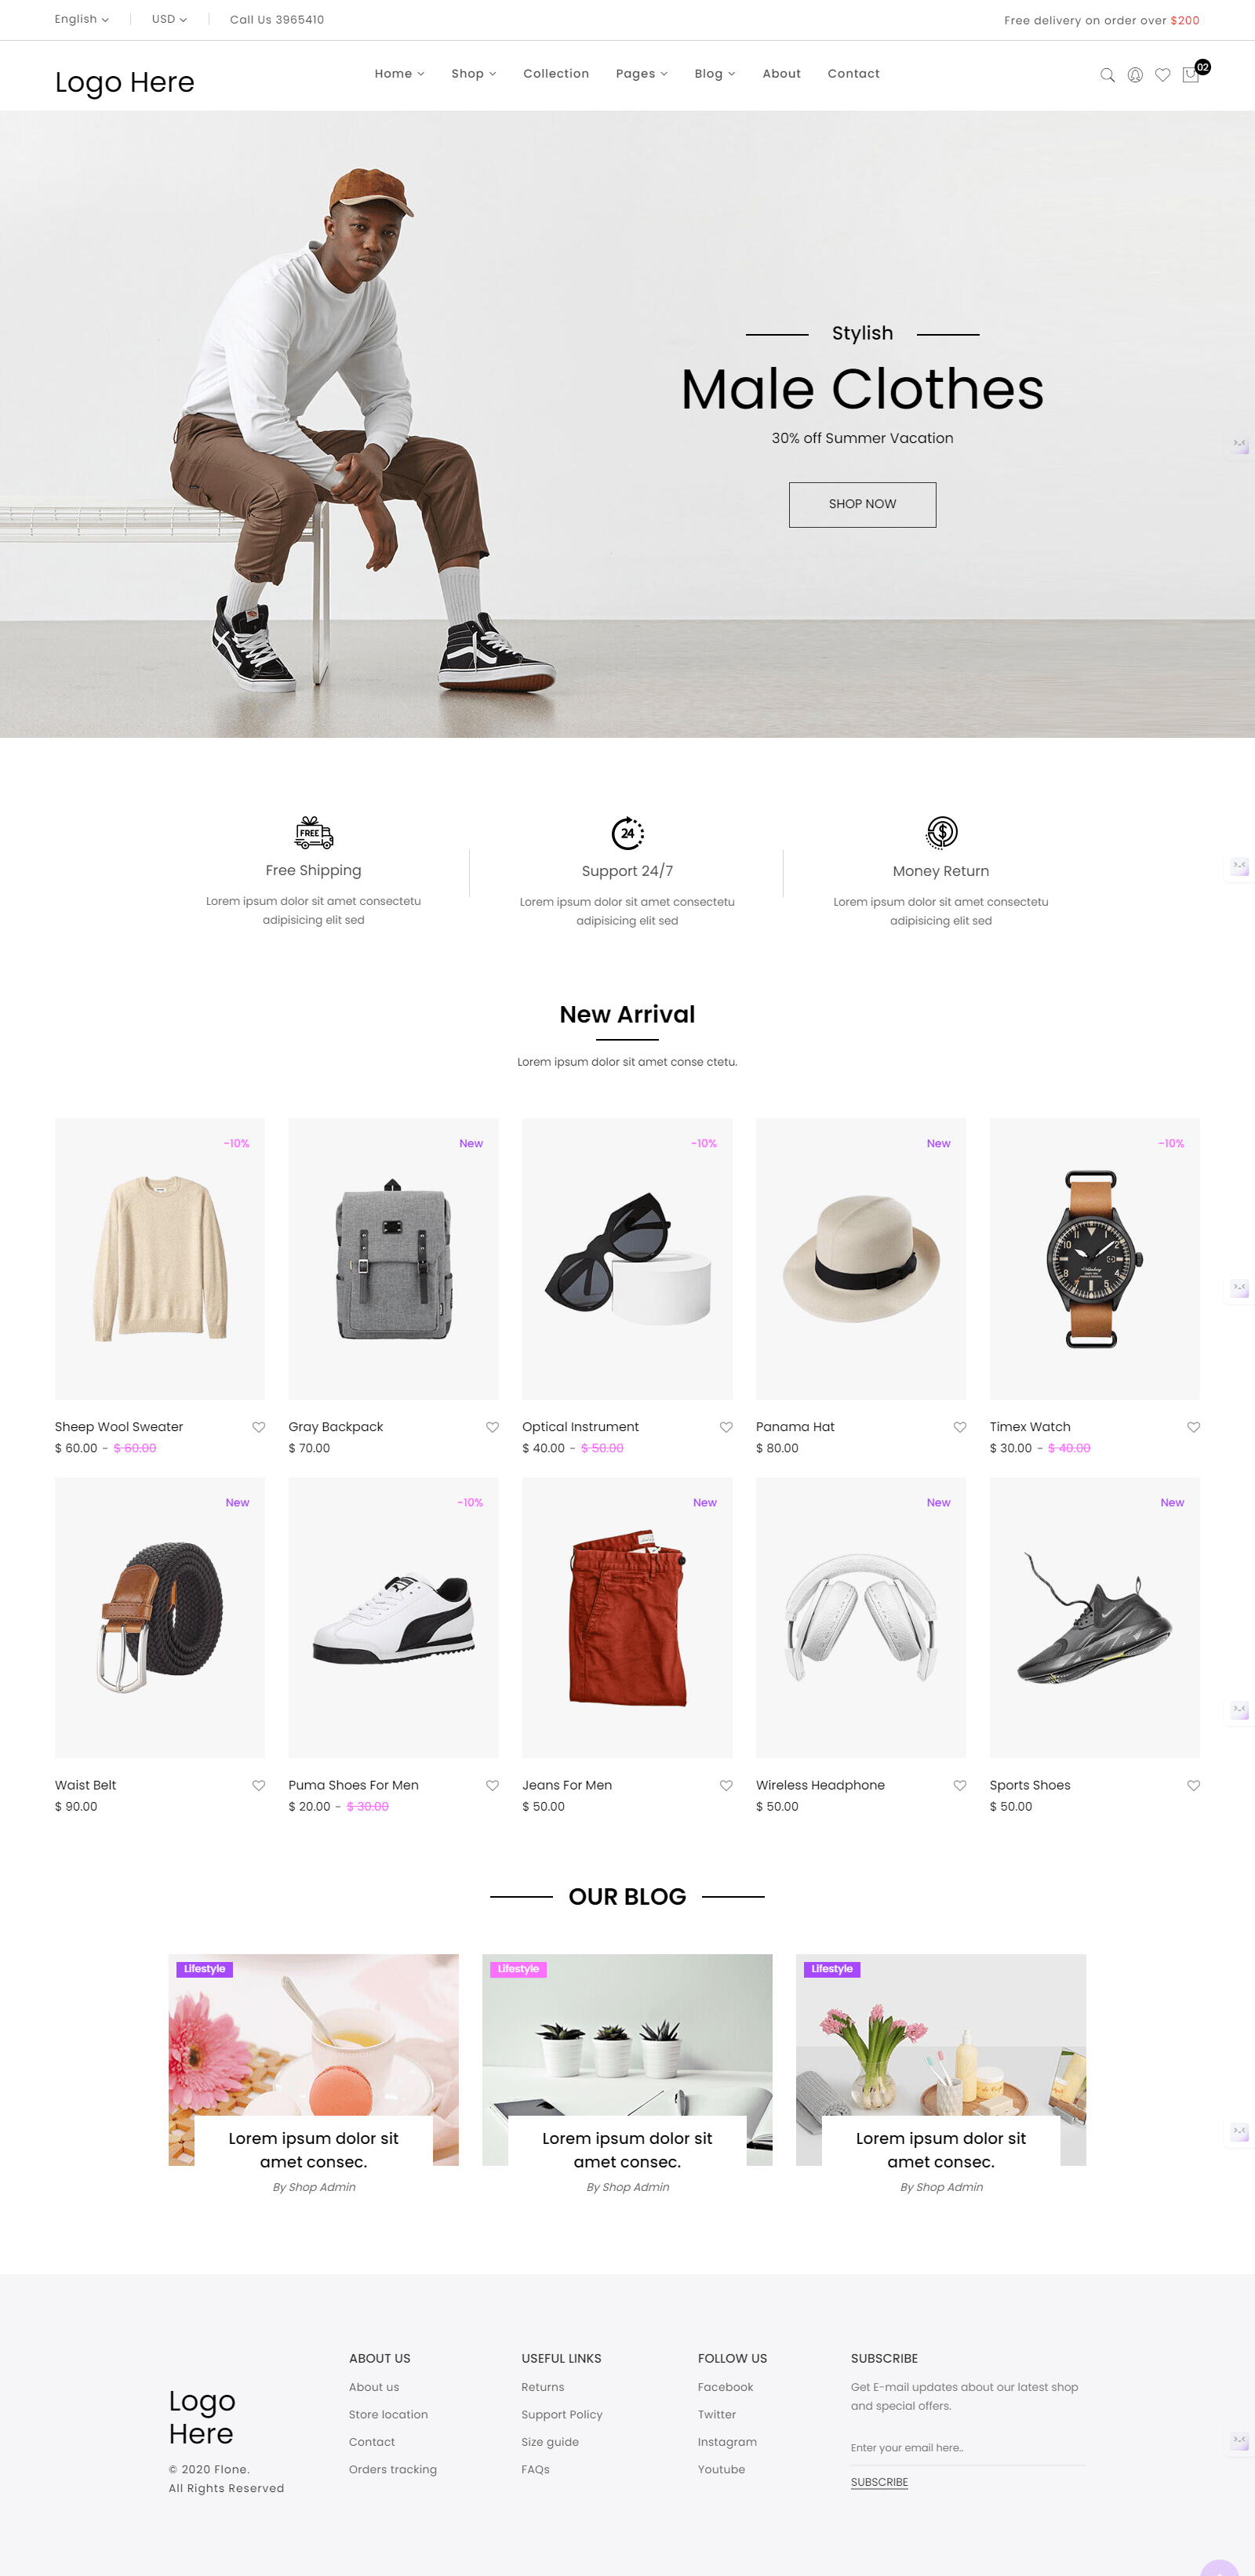 English
USD
Call Us 3965410
Free delivery on order over $200
Logo Here
Home
Shop
Collection
Pages
Blog
About
Contact
02
Stylish
Male Clothes
30% off Summer Vacation
SHOP NOW
FREE
Free Shipping
Lorem ipsum dolor sit amet consectetu
adipisicing elit sed
24
Support 24/7
Lorem ipsum dolor sit amet consectetu
adipisicing elit sed
Money Return
Lorem ipsum dolor sit amet consectetu
adipisicing elit sed
New Arrival
Lorem ipsum dolor sit amet conse ctetu.
-10%
Sheep Wool Sweater
$ 60.00 - $ 60.00
New
Gray Backpack
$ 70.00
-10%
Optical Instrument
$ 40.00 - $ 50.00
New
Panama Hat
$ 80.00
-10%
Timex Watch
$ 30.00 - $ 40.00
New
Waist Belt
$ 90.00
-10%
Puma Shoes For Men
$ 20.00 - $ 30.00
New
Jeans For Men
$ 50.00
New
Wireless Headphone
$ 50.00
New
Sports Shoes
$ 50.00
OUR BLOG
Lifestyle
Lorem ipsum dolor sit
amet consec.
By Shop Admin
Lifestyle
Lorem ipsum dolor sit
amet consec.
By Shop Admin
Lifestyle
Lorem ipsum dolor sit
amet consec.
By Shop Admin
Logo
Here
© 2020 Flone.
All Rights Reserved
ABOUT US
About us
Store location
Contact
Orders tracking
USEFUL LINKS
Returns
Support Policy
Size guide
FAQs
FOLLOW US
Facebook
Twitter
Instagram
Youtube
SUBSCRIBE
Get E-mail updates about our latest shop
and special offers.
Enter your email here..
SUBSCRIBE